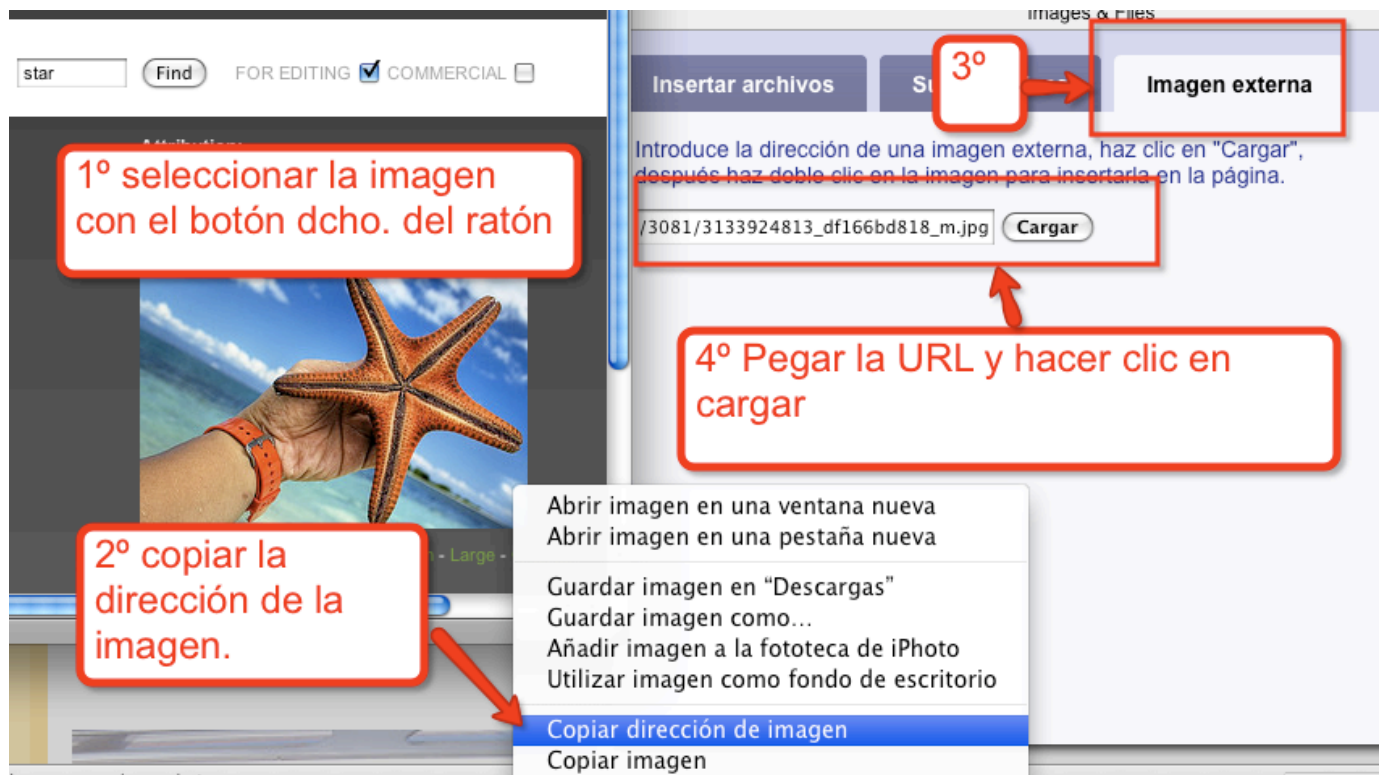 Images & Files
star
Find
FOR EDITING
COMMERCIAL
Insertar archivos
3º
Imagen externa
1º seleccionar la imagen
con el botón dcho. del ratón
Introduce la dirección de una imagen externa, haz clic en "Cargar",
después haz doble clic en la imagen para insertarla en la página.
/3081/3133924813_df166bd818_m.jpg
Cargar
4º Pegar la URL y hacer clic en
cargar
2º copiar la
dirección de la
imagen.
- Large -
Abrir imagen en una ventana nueva
Abrir imagen en una pestaña nueva
Guardar imagen en “Descargas”
Guardar imagen como...
Añadir imagen a la fototeca de iPhoto
Utilizar imagen como fondo de escritorio
Copiar dirección de imagen
Copiar imagen